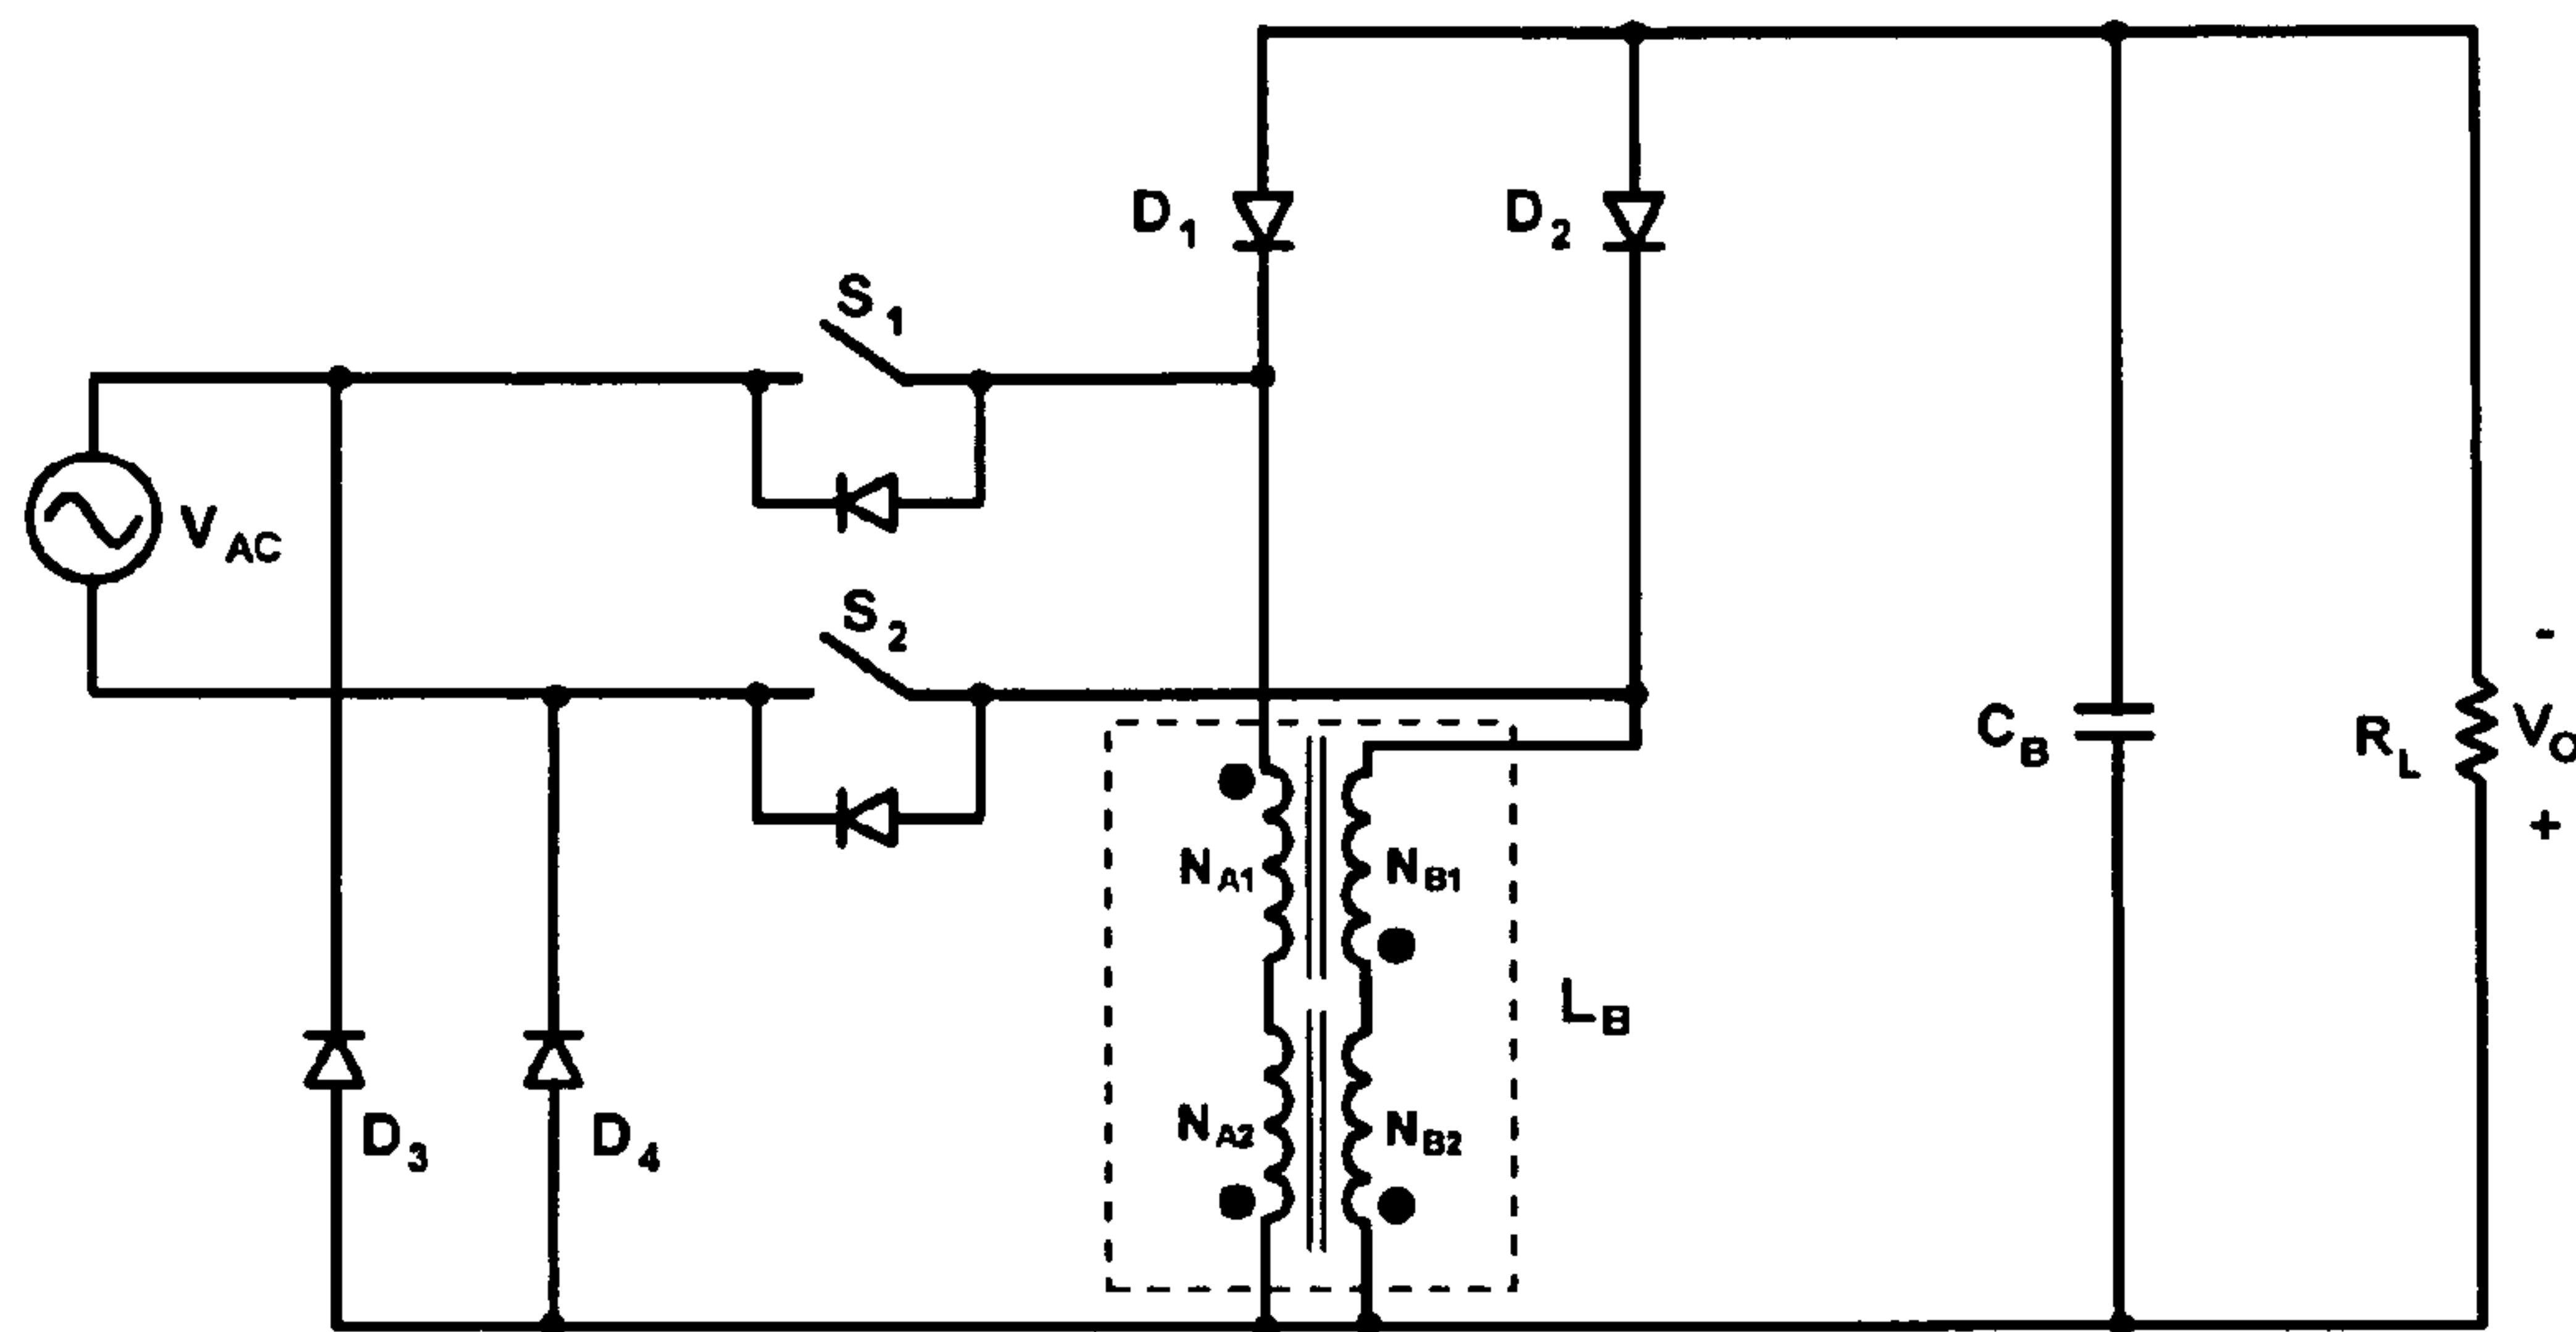 D1
D2
S1
VAC
S2
-
CB
RL
VO
+
NA1
NB1
LB
NA2
NB2
D3
D4